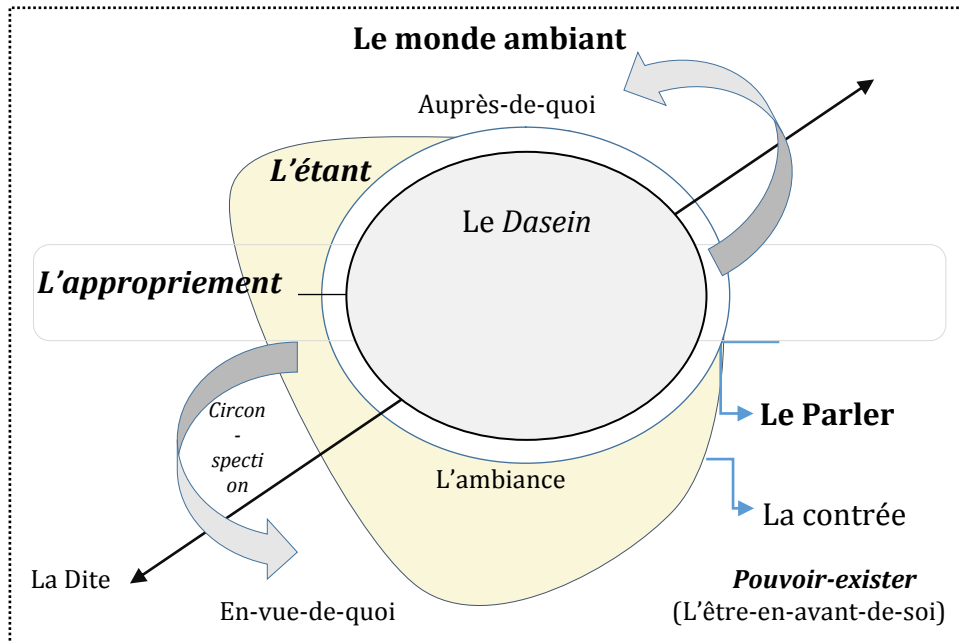 Le monde ambiant
Auprès-de-quoi
L'étant
Le Dasein
L'appropriement
Circon
-
specti
on
Le Parler
L'ambiance
La contrée
La Dite
En-vue-de-quoi
Pouvoir-exister
(L'être-en-avant-de-soi)